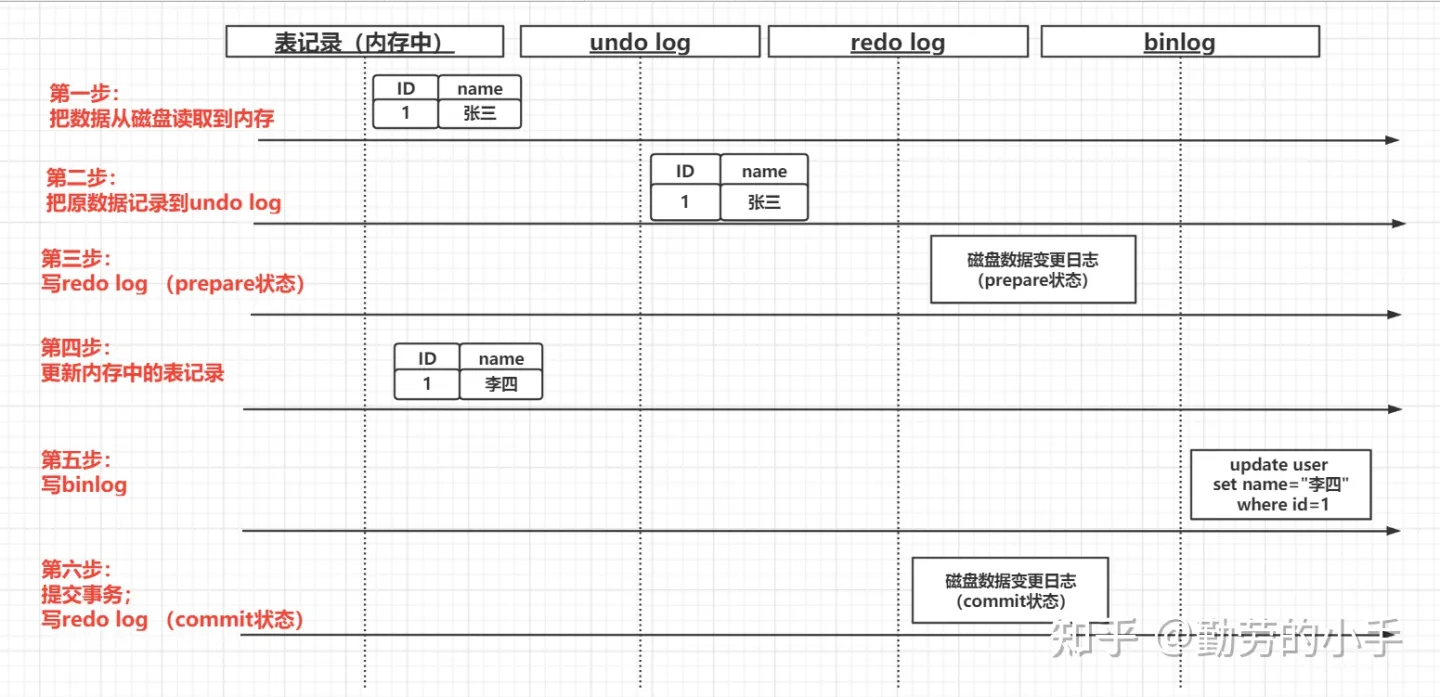 表记录（内存中） undo log redo log binlog
第一步：
把数据从磁盘读取到内存
ID name
1 张三
第二步：
把原数据记录到undo log
ID name
1 张三
第三步：
写redo log （prepare状态）
磁盘数据变更日志
（prepare状态）
第四步：
更新内存中的表记录
ID name
1 李四
第五步：
写binlog
update user
set name="李四"
where id=1
第六步：
提交事务；
写redo log （commit状态）
磁盘数据变更日志
（commit状态）
知乎 @勤劳的小手